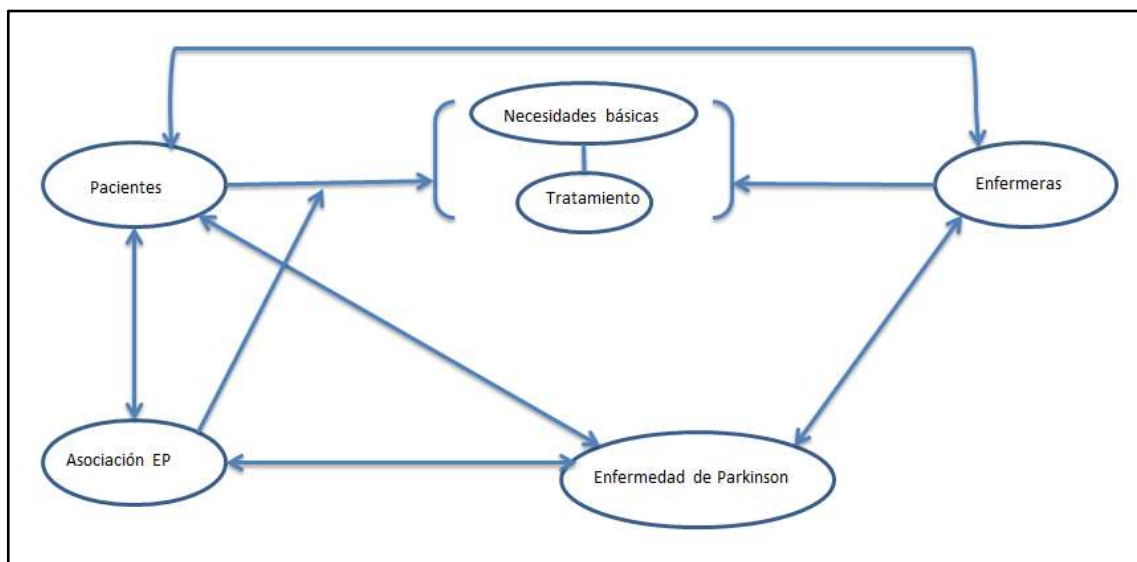 Necesidades básicas
Pacientes
Tratamiento
Enfermeras
Asociación EP
Enfermedad de Parkinson